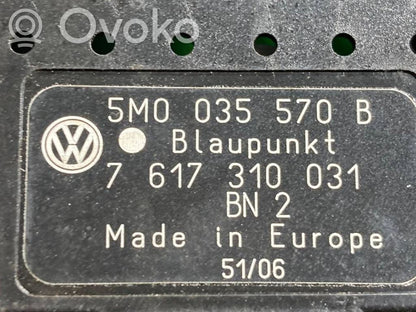 Ovoko
5M0 035 570 B
Blaupunkt
7 617 310 031
BN 2
Made in Europe
51/06